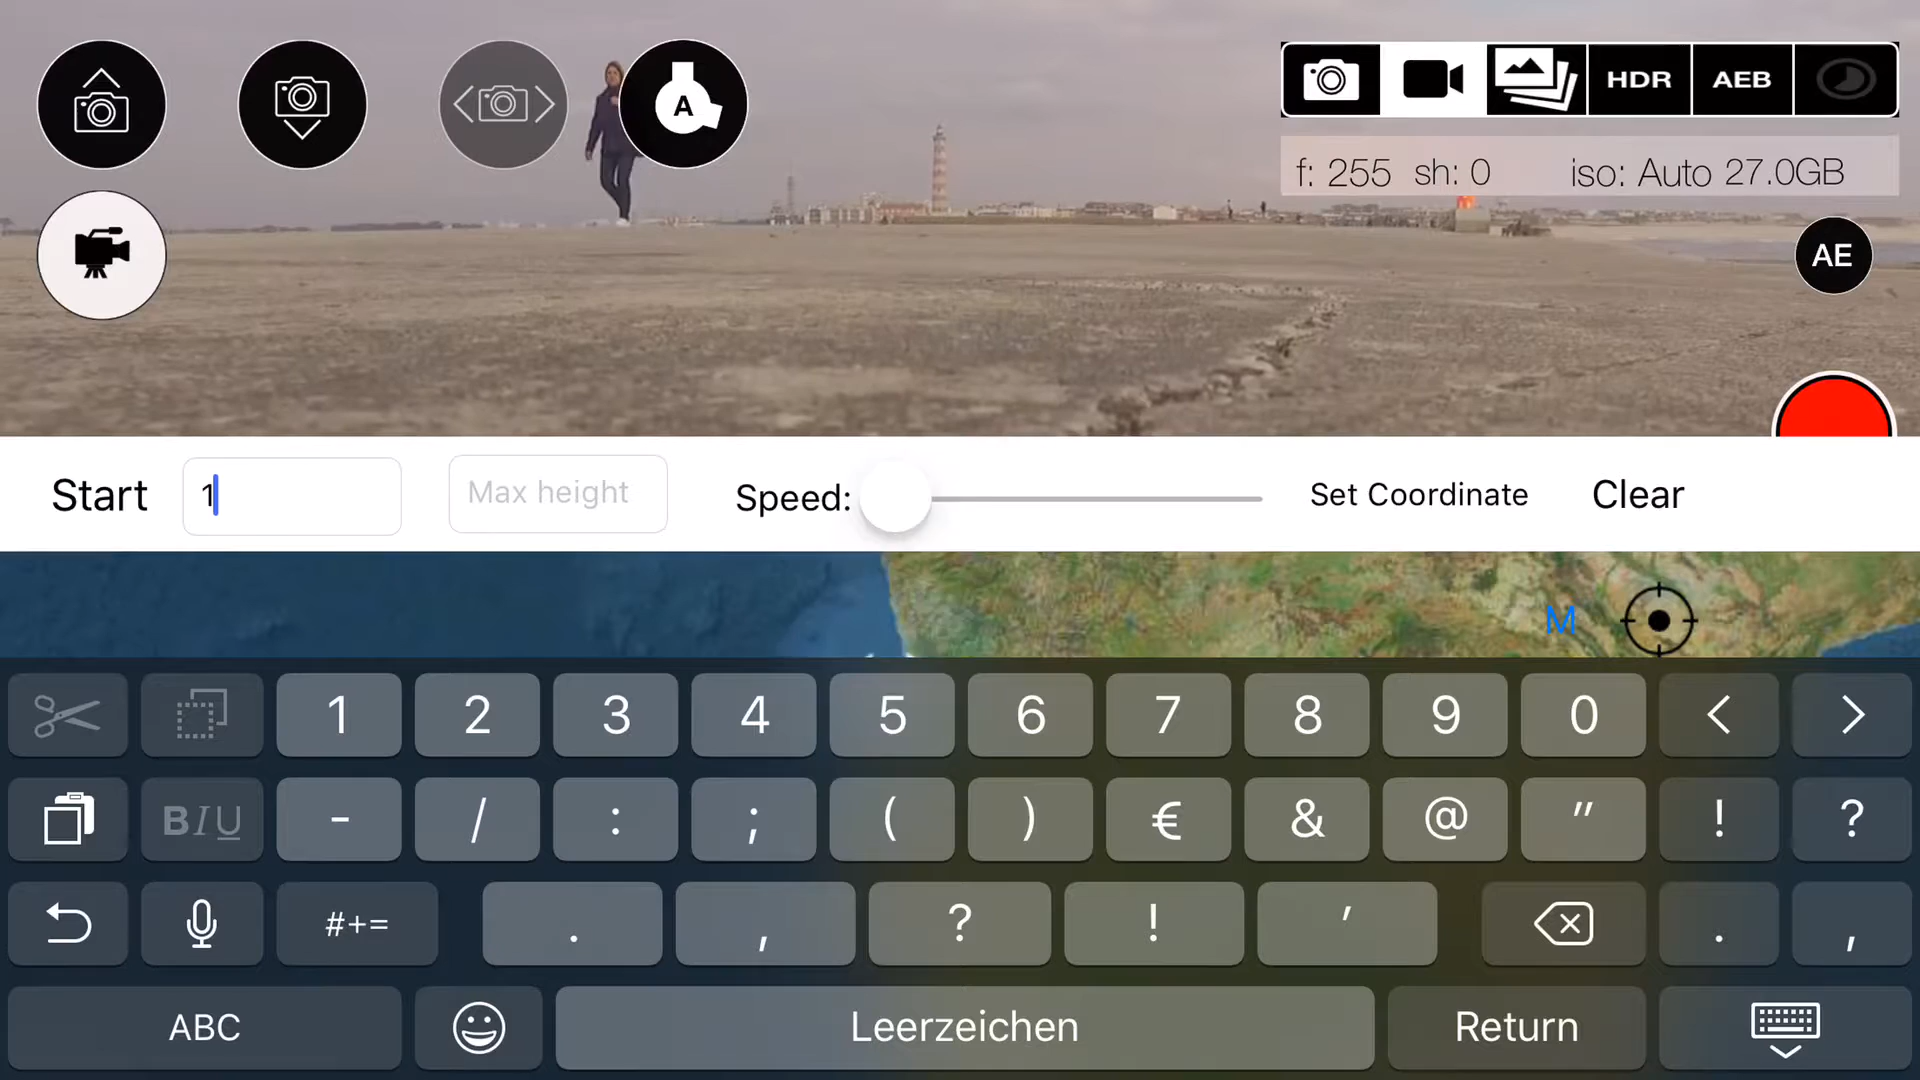 A
HDR
AEB
f: 255 sh: 0 iso: Auto 27.0GB
AE
Start 1 Max height Speed: Set Coordinate Clear
M
1 2 3 4 5 6 7 8 9 0 < >
BIU - / : ; ( ) € & @ " ! ?
#+= . , ? ! ' . ,
ABC Leerzeichen Return